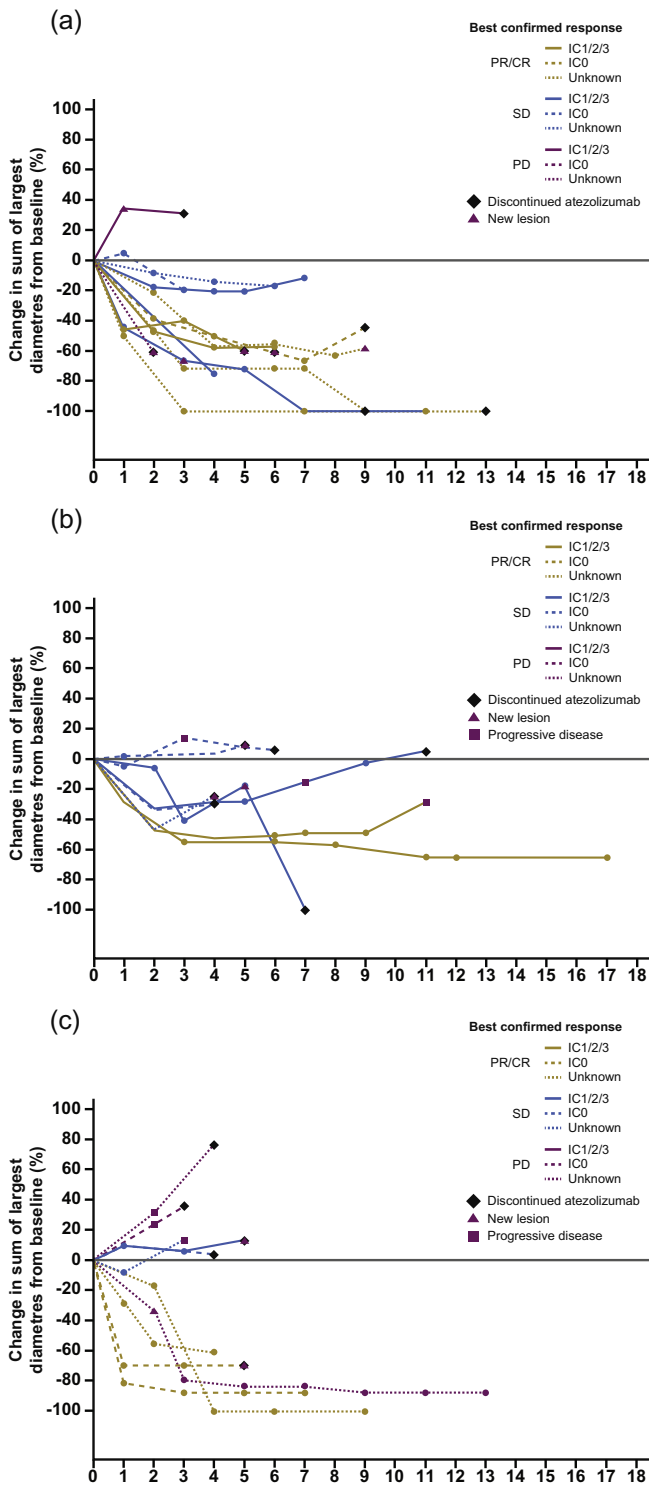 (a)
Best confirmed response
PR/CR
IC1/2/3
IC0
Unknown
SD
IC1/2/3
IC0
Unknown
PD
IC1/2/3
IC0
Unknown
Discontinued atezolizumab
New lesion
Change in sum of largest
diametres from baseline (%)
100
80
60
40
20
0
-20
-40
-60
-80
-100
0 1 2 3 4 5 6 7 8 9 10 11 12 13 14 15 16 17 18
(b)
Best confirmed response
PR/CR
IC1/2/3
IC0
Unknown
SD
IC1/2/3
IC0
Unknown
PD
IC1/2/3
IC0
Unknown
Discontinued atezolizumab
New lesion
Progressive disease
Change in sum of largest
diametres from baseline (%)
100
80
60
40
20
0
-20
-40
-60
-80
-100
0 1 2 3 4 5 6 7 8 9 10 11 12 13 14 15 16 17 18
(c)
Best confirmed response
PR/CR
IC1/2/3
IC0
Unknown
SD
IC1/2/3
IC0
Unknown
PD
IC1/2/3
IC0
Unknown
Discontinued atezolizumab
New lesion
Progressive disease
Change in sum of largest
diametres from baseline (%)
100
80
60
40
20
0
-20
-40
-60
-80
-100
0 1 2 3 4 5 6 7 8 9 10 11 12 13 14 15 16 17 18